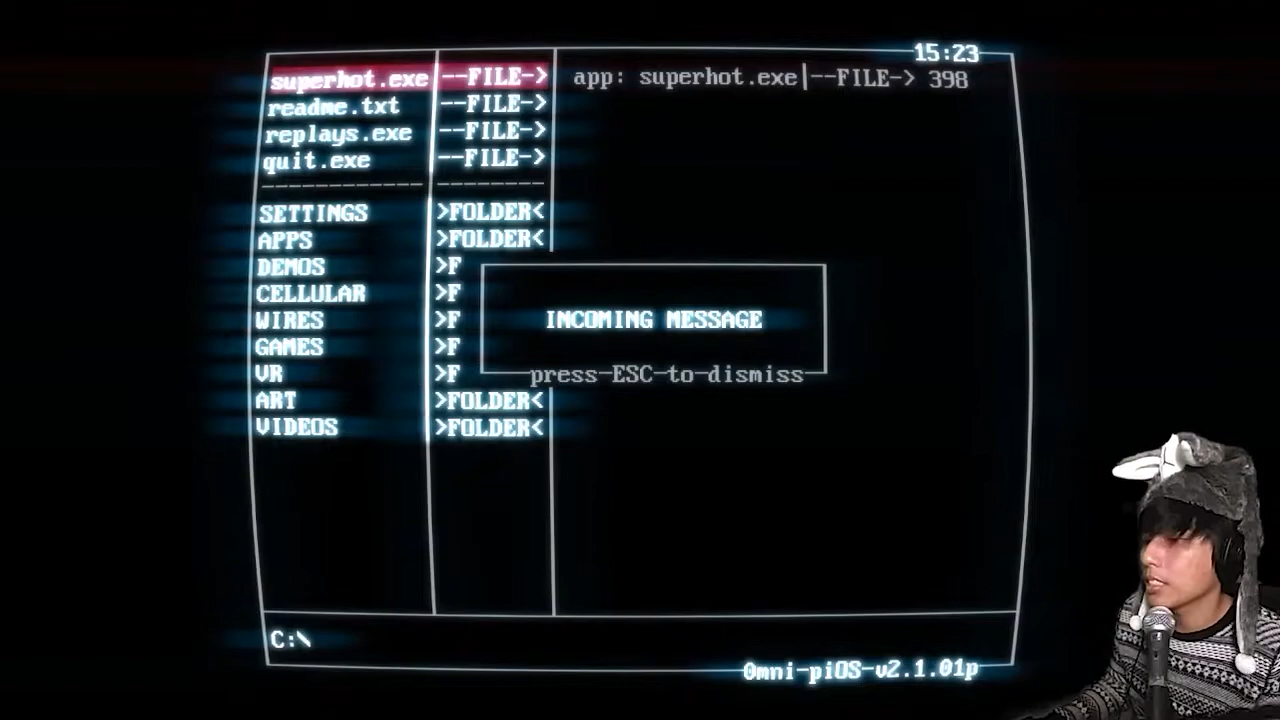 15:23
superhot.exe --FILE-> app: superhot.exe|--FILE-> 398
readme.txt --FILE->
replays.exe --FILE->
quit.exe --FILE->
SETTINGS >FOLDER<
APPS >FOLDER<
DEMOS >F
CELLULAR >F
WIRES >F
GAMES >F
VR >F
ART >FOLDER<
VIDEOS >FOLDER<
INCOMING MESSAGE
press-ESC-to-dismiss
C:\
0mni-piOS-v2.1.01p